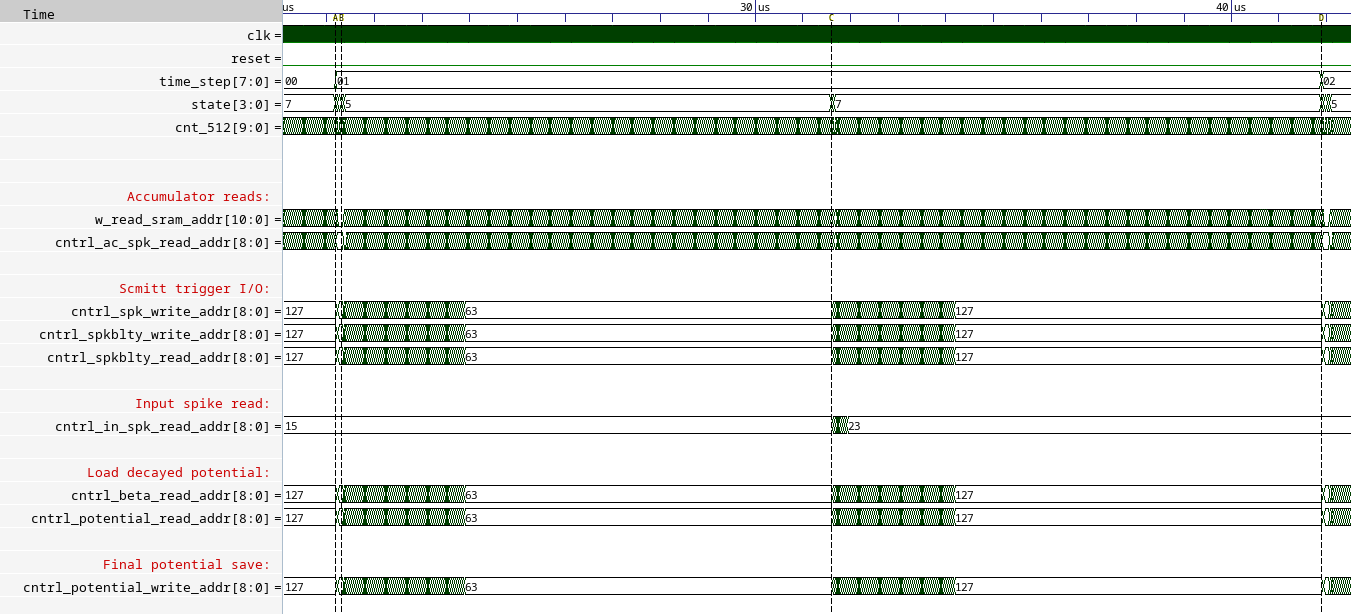 Time us 30 us 40 us
A B C D
clk =
reset =
time_step[7:0] = 00 01 02
state[3:0] = 7 5 7 5
cnt_512[9:0] =
Accumulator reads:
w_read_sram_addr[10:0] =
cntrl_ac_spk_read_addr[8:0] =
Scmitt trigger I/O:
cntrl_spk_write_addr[8:0] = 127 63 127
cntrl_spkblty_write_addr[8:0] = 127 63 127
cntrl_spkblty_read_addr[8:0] = 127 63 127
Input spike read:
cntrl_in_spk_read_addr[8:0] = 15 23
Load decayed potential:
cntrl_beta_read_addr[8:0] = 127 63 127
cntrl_potential_read_addr[8:0] = 127 63 127
Final potential save:
cntrl_potential_write_addr[8:0] = 127 63 127